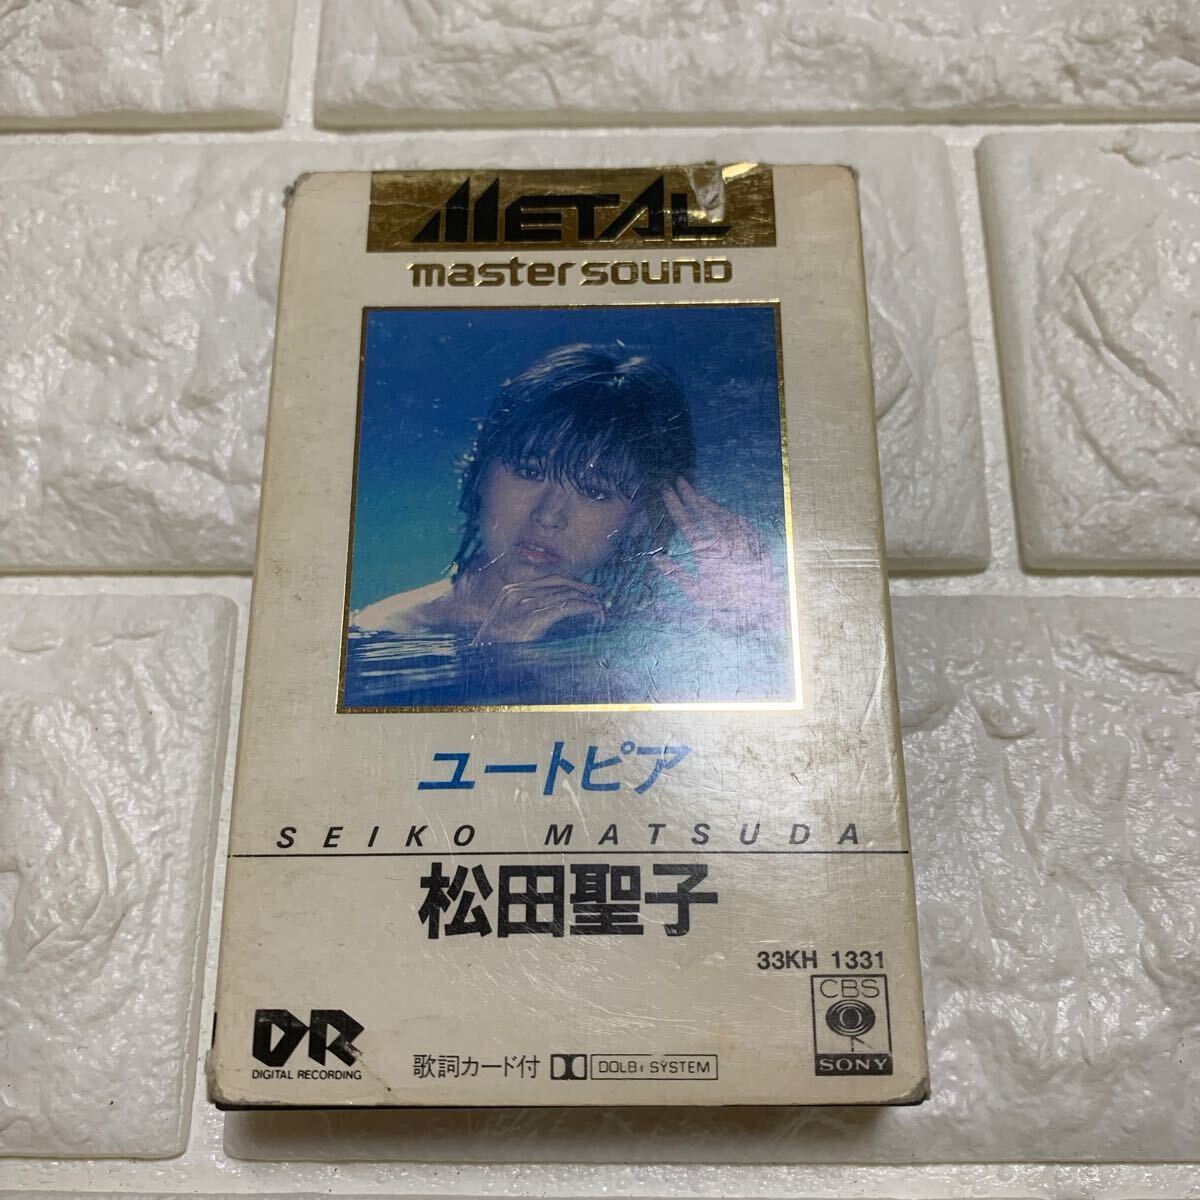 METAL
master sound
ユートピア
SEIKO MATSUDA
松田聖子
33KH 1331
CBS
SONY
DR
DIGITAL RECORDING
歌詞カード付
DOLBY SYSTEM